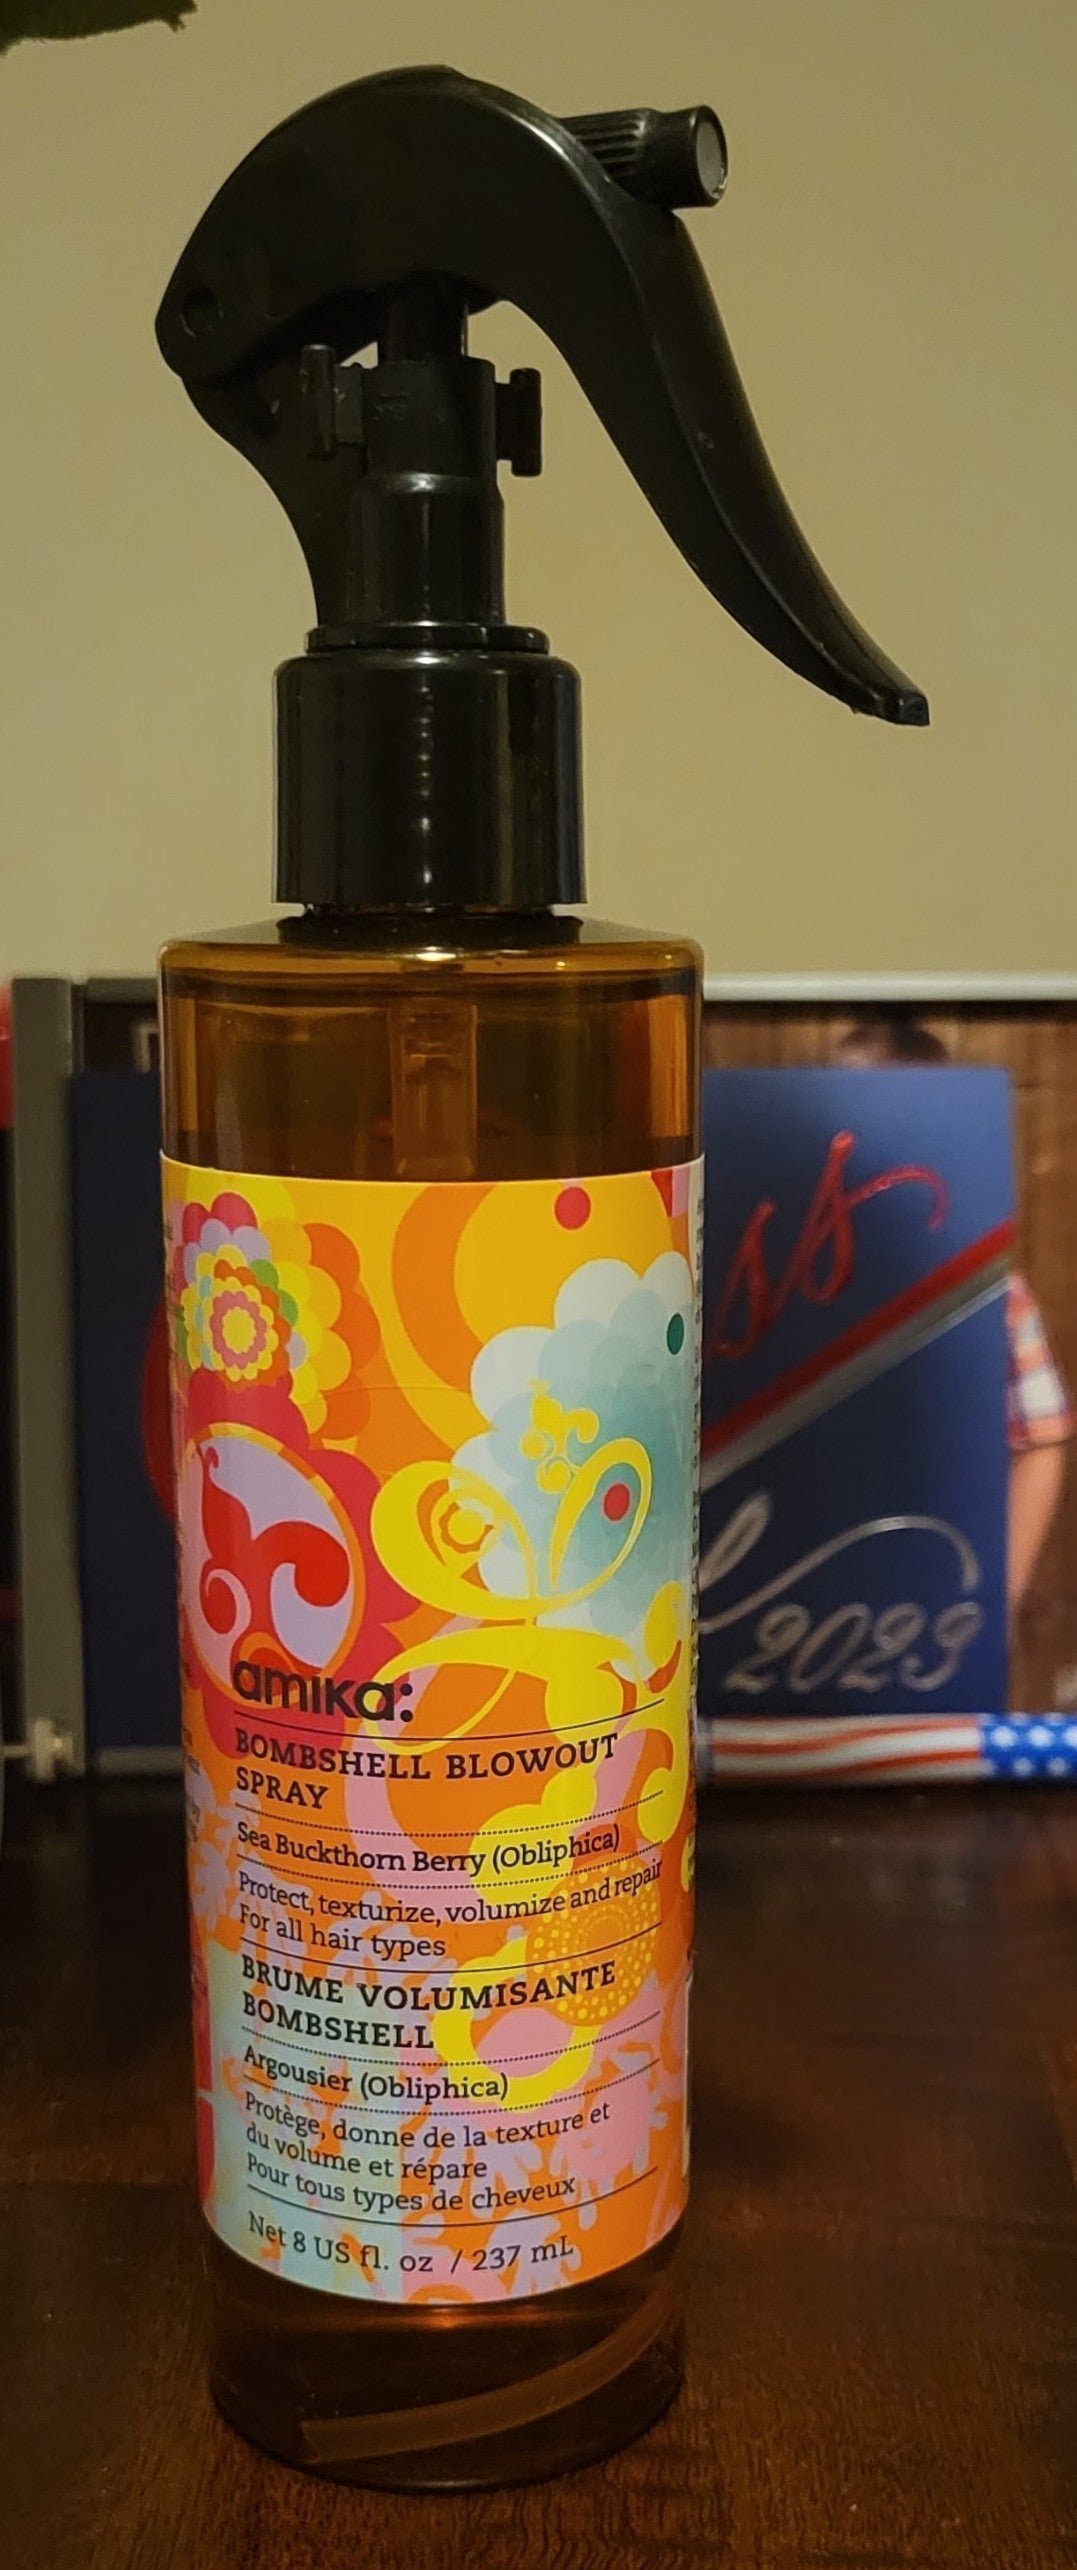 amika:
BOMBSHELL BLOWOUT
SPRAY
Sea Buckthorn Berry (Obliphica)
Protect, texturize, volumize and repair
For all hair types
BRUME VOLUMISANTE
BOMBSHELL
Argousier (Obliphica)
Protège, donne de la texture et
du volume et répare
Pour tous types de cheveux
Net 8 US fl. oz / 237 mL
ss
2023